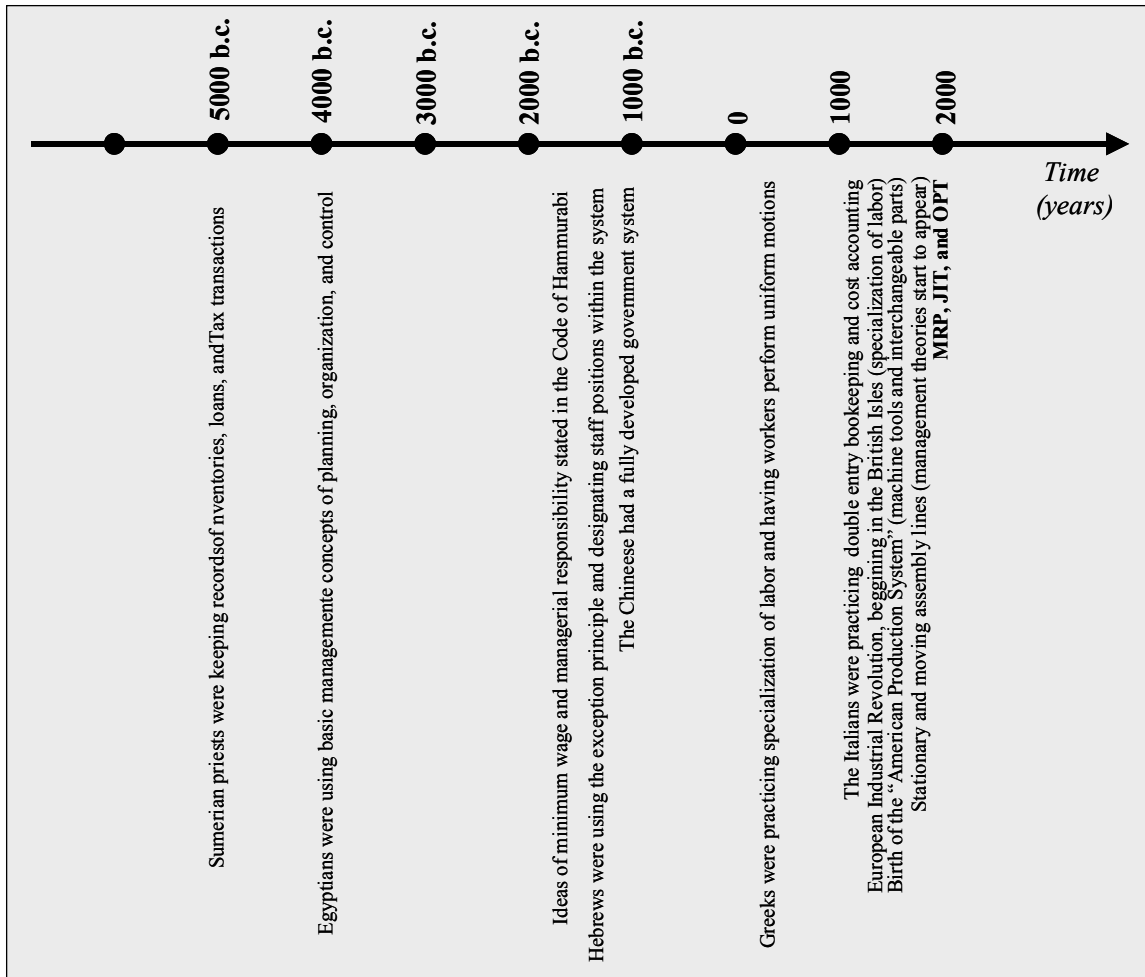 5000 b.c.
4000 b.c.
3000 b.c.
2000 b.c.
1000 b.c.
0
1000
2000
Time
(years)
Sumerian priests were keeping recordsof nventories, loans, andTax transactions
Egyptians were using basic managemente concepts of planning, organization, and control
Ideas of minimum wage and managerial responsibility stated in the Code of Hammurabi
Hebrews were using the exception principle and designating staff positions within the system
The Chineese had a fully developed government system
Greeks were practicing specialization of labor and having workers perform uniform motions
The Italians were practicing double entry bookeeping and cost accounting
European Industrial Revolution, beggining in the British Isles (specialization of labor)
Birth of the “American Production System” (machine tools and interchangeable parts)
Stationary and moving assembly lines (management theories start to appear)
MRP, JIT, and OPT